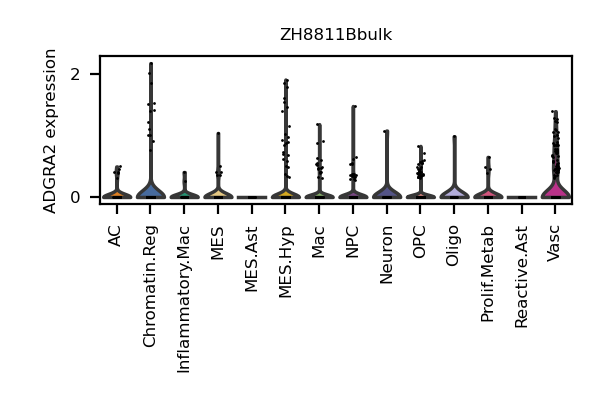 ZH8811Bbulk
ADGRA2 expression
2
0
AC
Chromatin.Reg
Inflammatory.Mac
MES
MES.Ast
MES.Hyp
Mac
NPC
Neuron
OPC
Oligo
Prolif.Metab
Reactive.Ast
Vasc